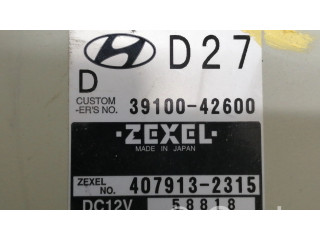 D27
D
CUSTOM
-ER'S NO. 39100-42600
·ZEXEL·
MADE IN JAPAN
ZEXEL
NO. 407913-2315
DC12V 58818